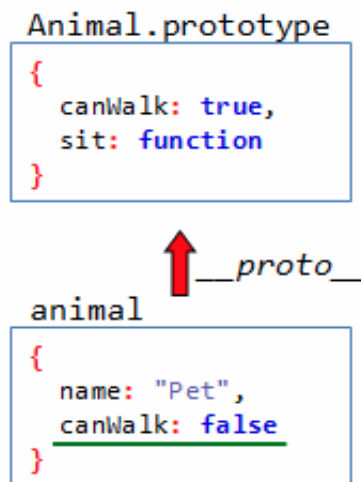 Animal.prototype
{
canWalk: true,
sit: function
}
__proto__
animal
{
name: "Pet",
canWalk: false
}